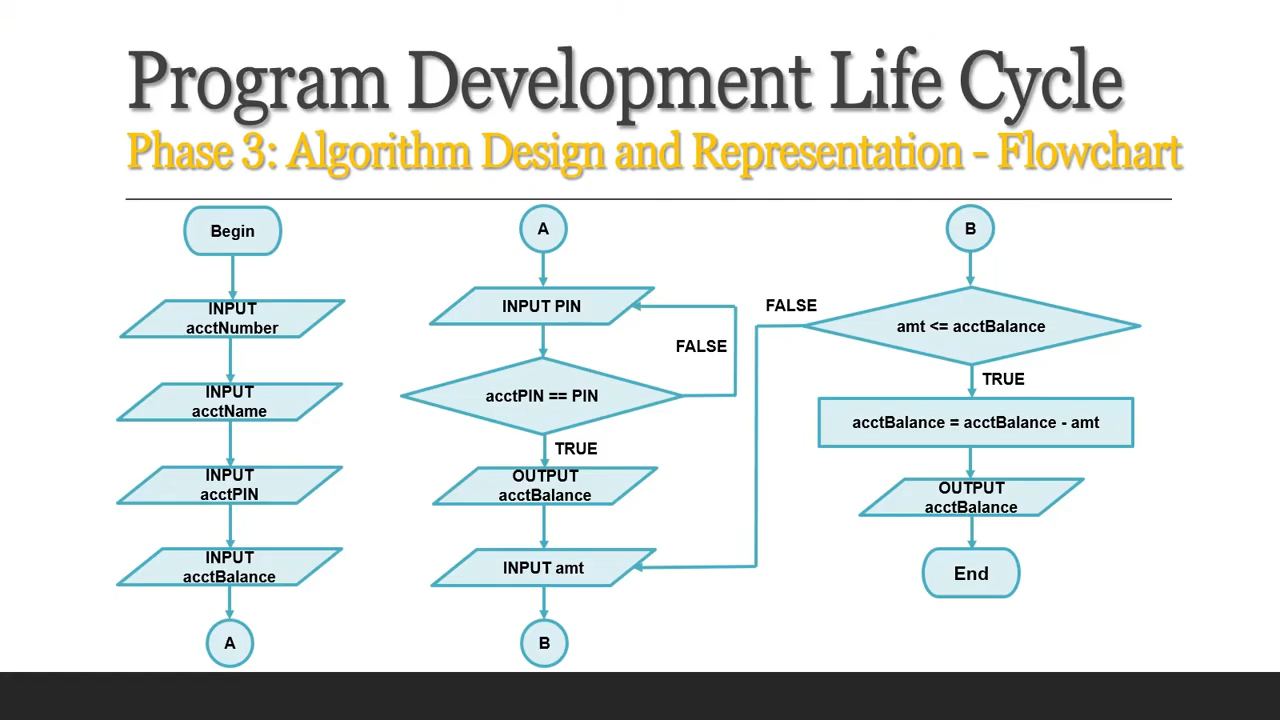 Program Development Life Cycle
Phase 3: Algorithm Design and Representation - Flowchart
Begin
INPUT
acctNumber
INPUT
acctName
INPUT
acctPIN
INPUT
acctBalance
A
A
INPUT PIN
FALSE
acctPIN == PIN
TRUE
OUTPUT
acctBalance
INPUT amt
B
B
FALSE
amt <= acctBalance
TRUE
acctBalance = acctBalance - amt
OUTPUT
acctBalance
End